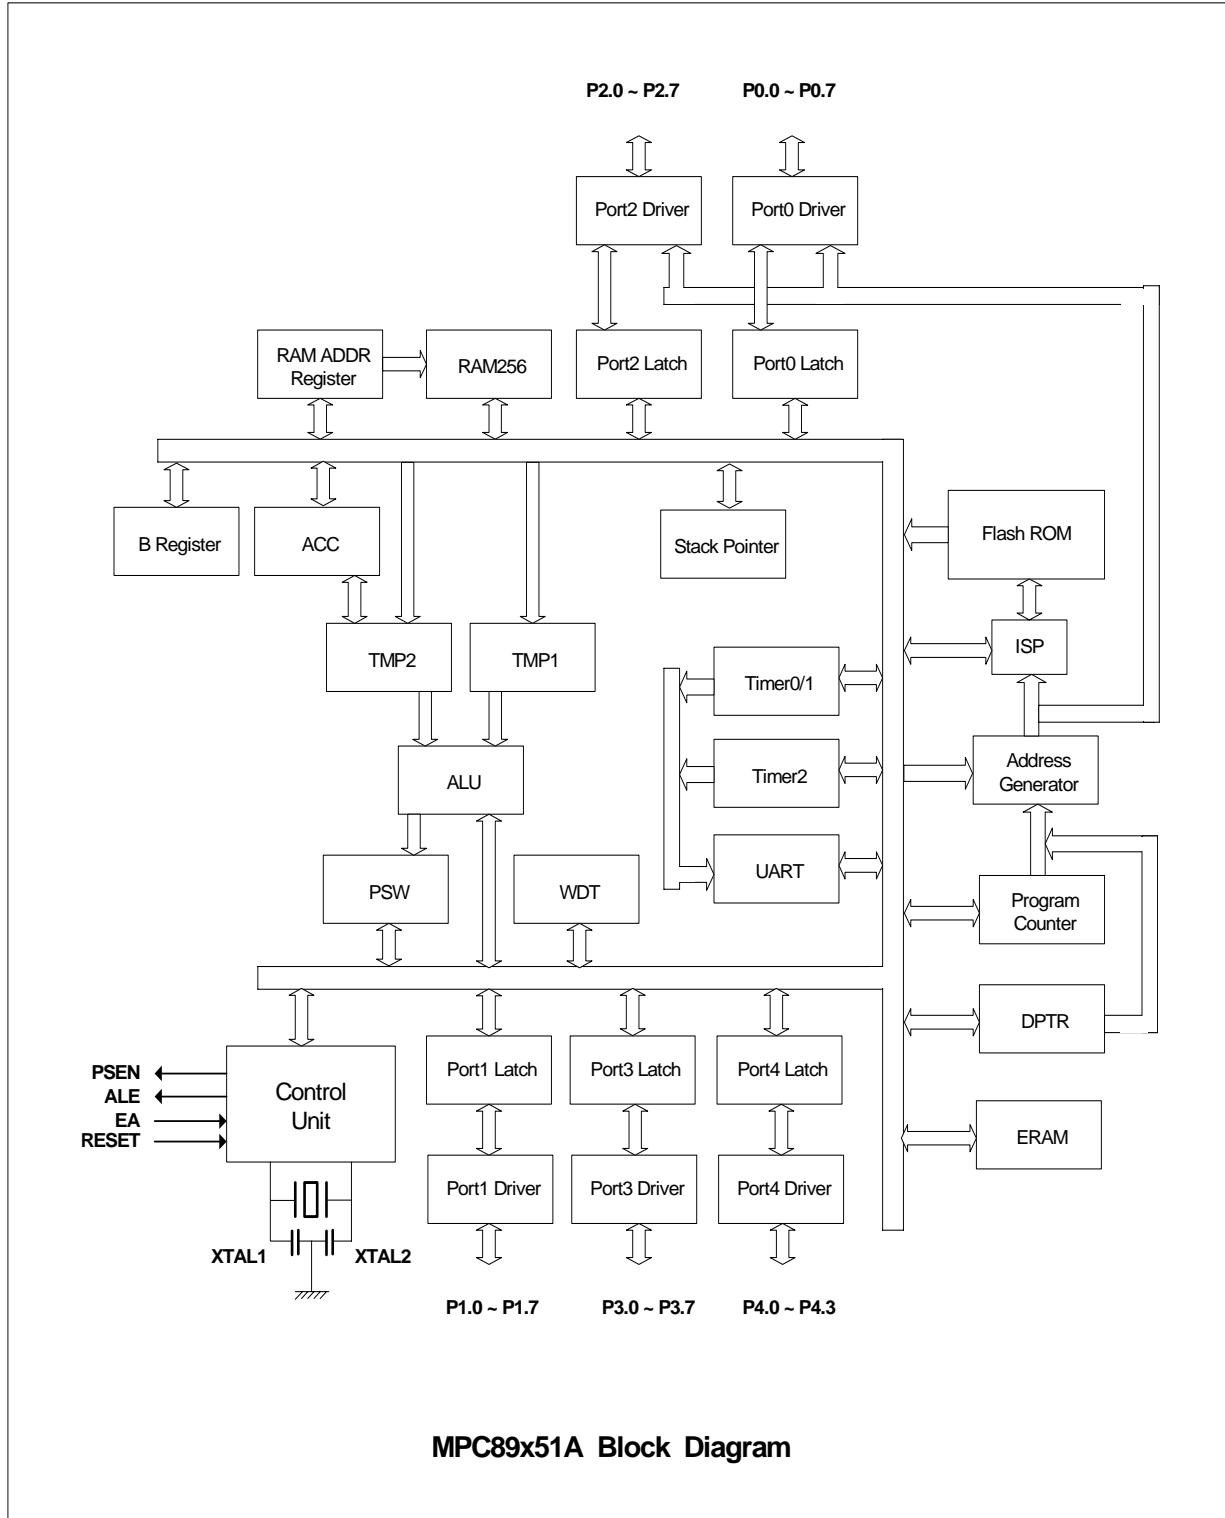 P2.0 ~ P2.7
P0.0 ~ P0.7
Port2 Driver
Port0 Driver
RAM ADDR
Register
RAM256
Port2 Latch
Port0 Latch
B Register
ACC
Stack Pointer
Flash ROM
TMP2
TMP1
ISP
Timer0/1
ALU
Timer2
Address
Generator
PSW
WDT
UART
Program
Counter
DPTR
PSEN
ALE
EA
RESET
Control
Unit
Port1 Latch
Port3 Latch
Port4 Latch
ERAM
Port1 Driver
Port3 Driver
Port4 Driver
XTAL1
XTAL2
P1.0 ~ P1.7
P3.0 ~ P3.7
P4.0 ~ P4.3
MPC89x51A Block Diagram